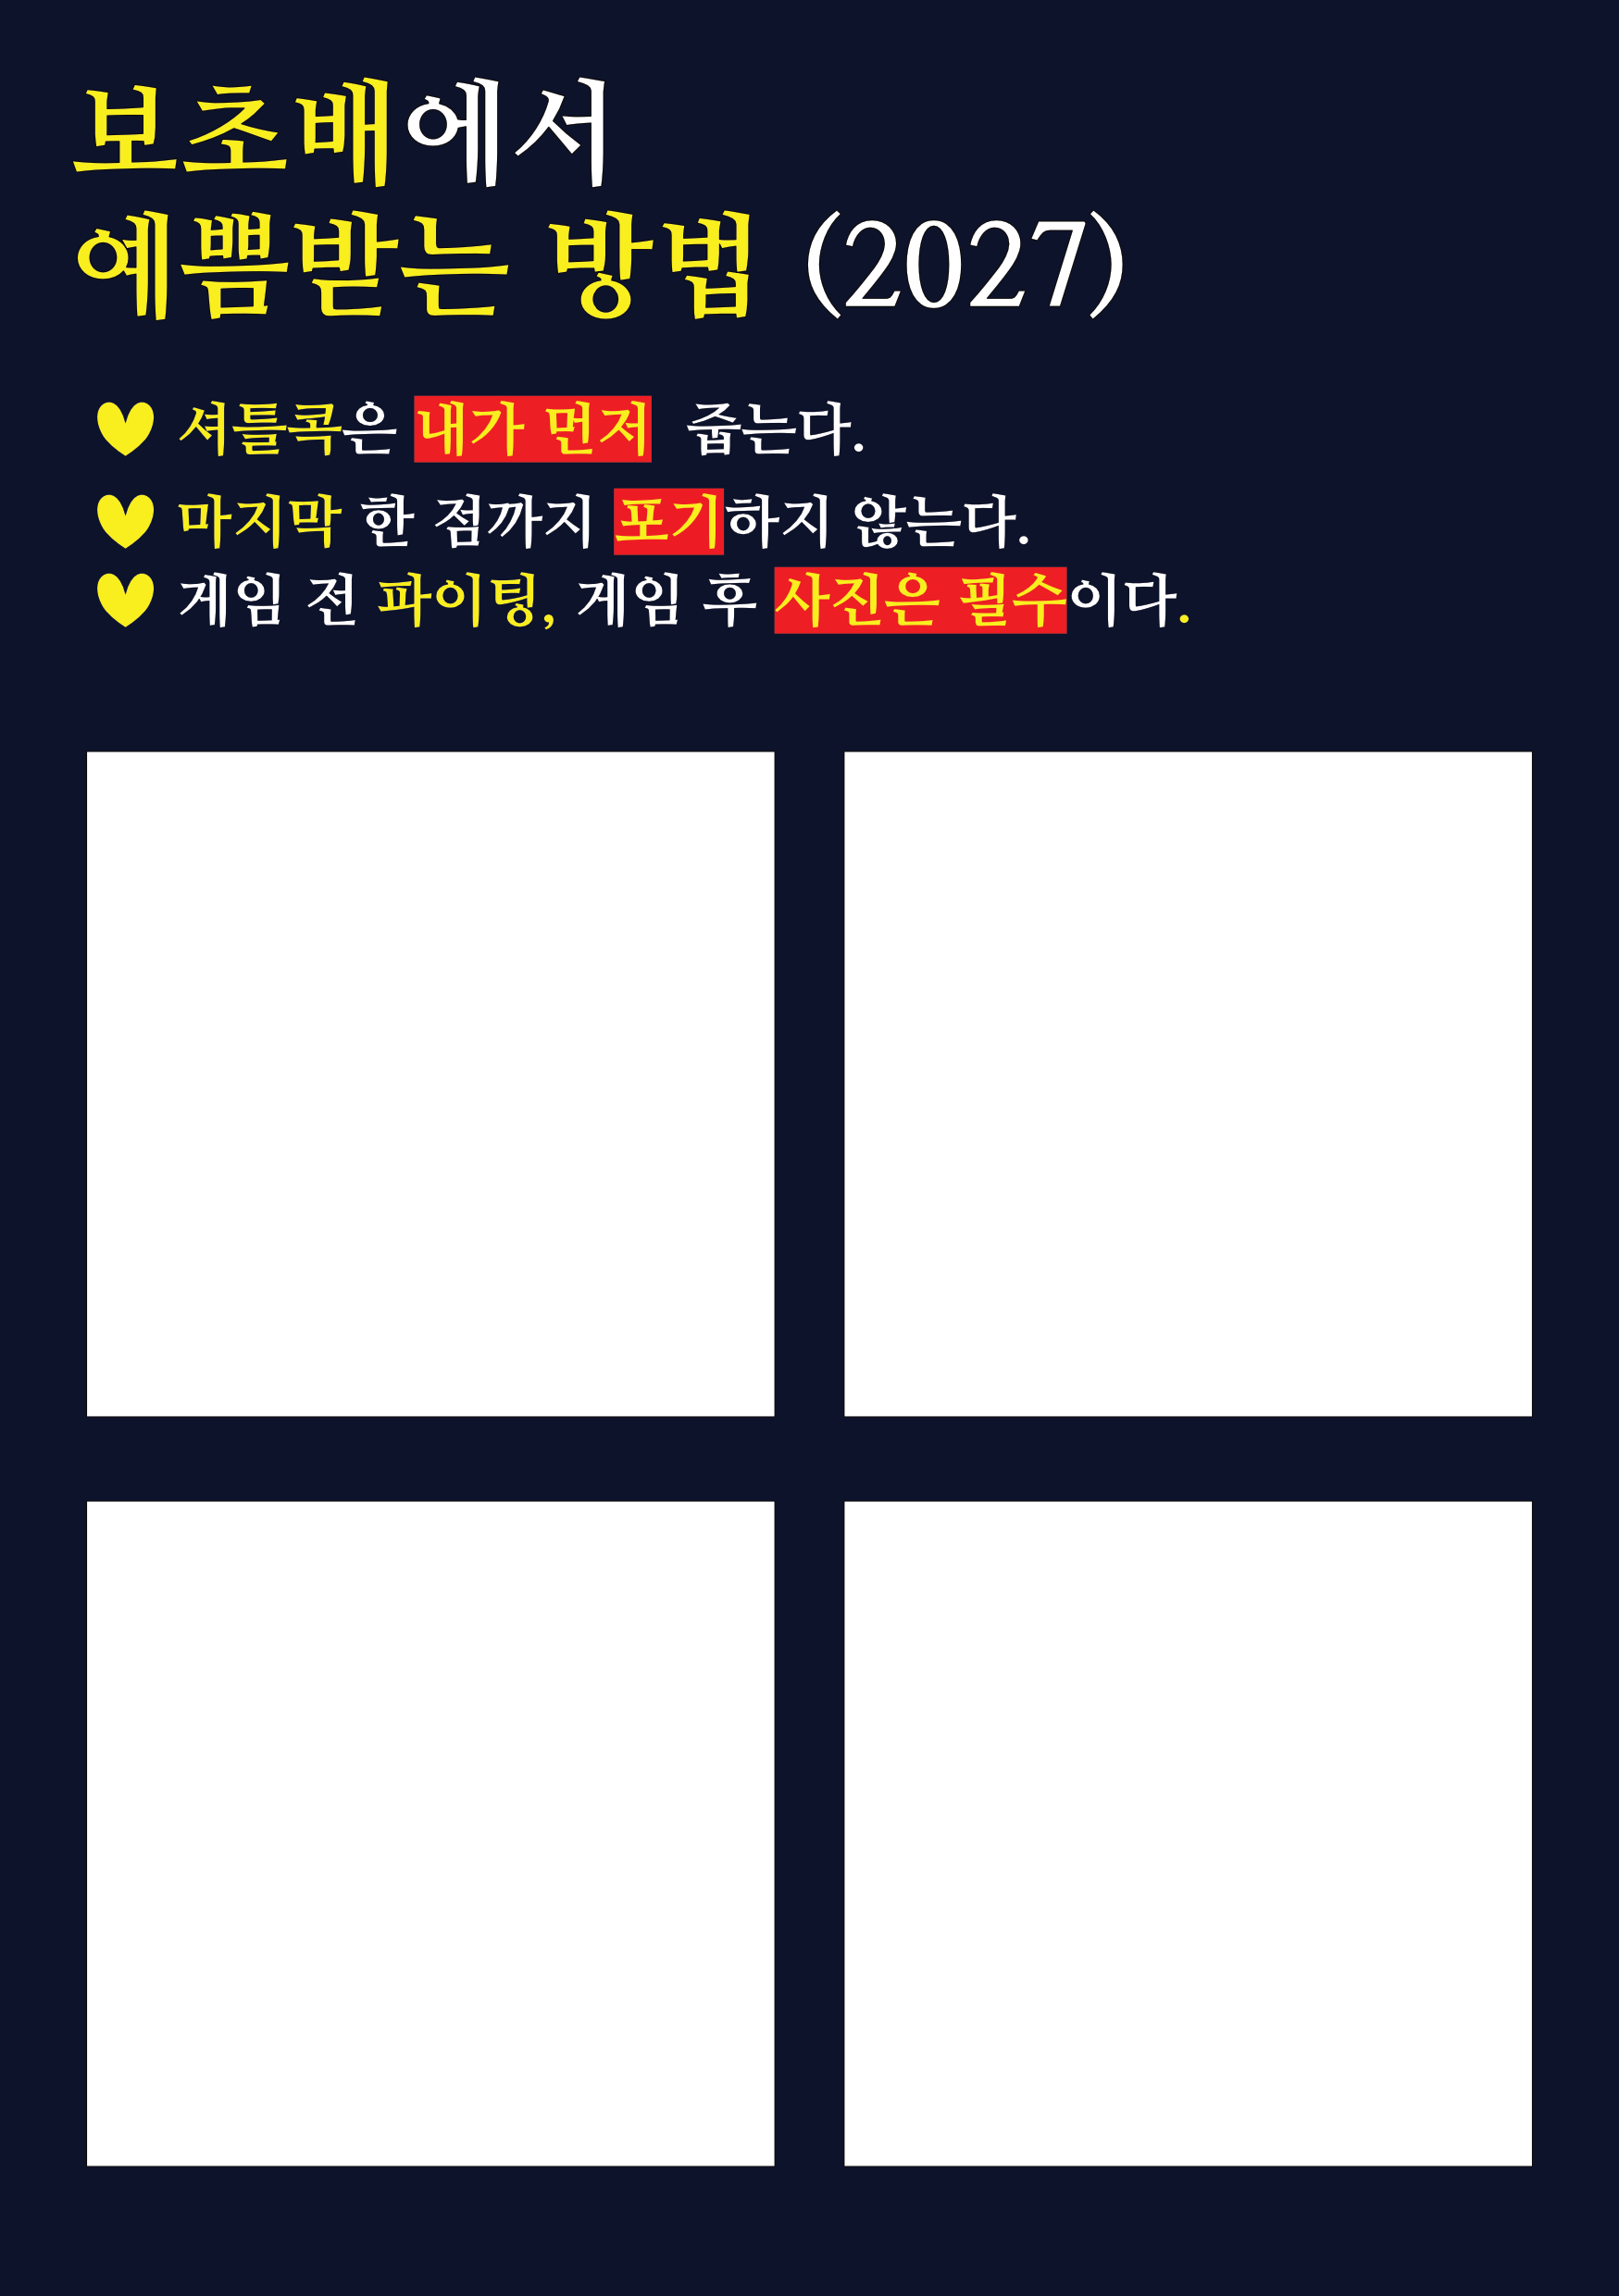 보초배에서
예쁨받는 방법 (2027)
셔틀콕은 내가 먼저 줍는다.
마지막 한 점까지 포기하지 않는다.
게임 전 파이팅, 게임 후 사진은 필수이다.